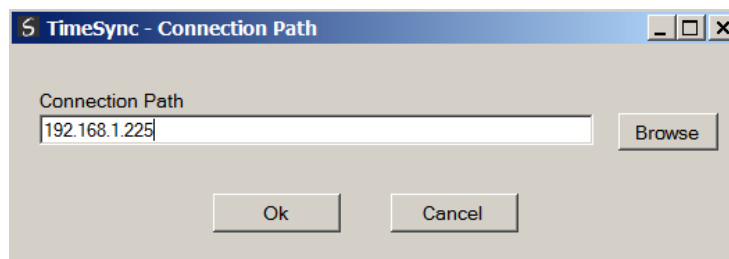 S TimeSync - Connection Path
Connection Path
192.168.1.225
Browse
Ok
Cancel